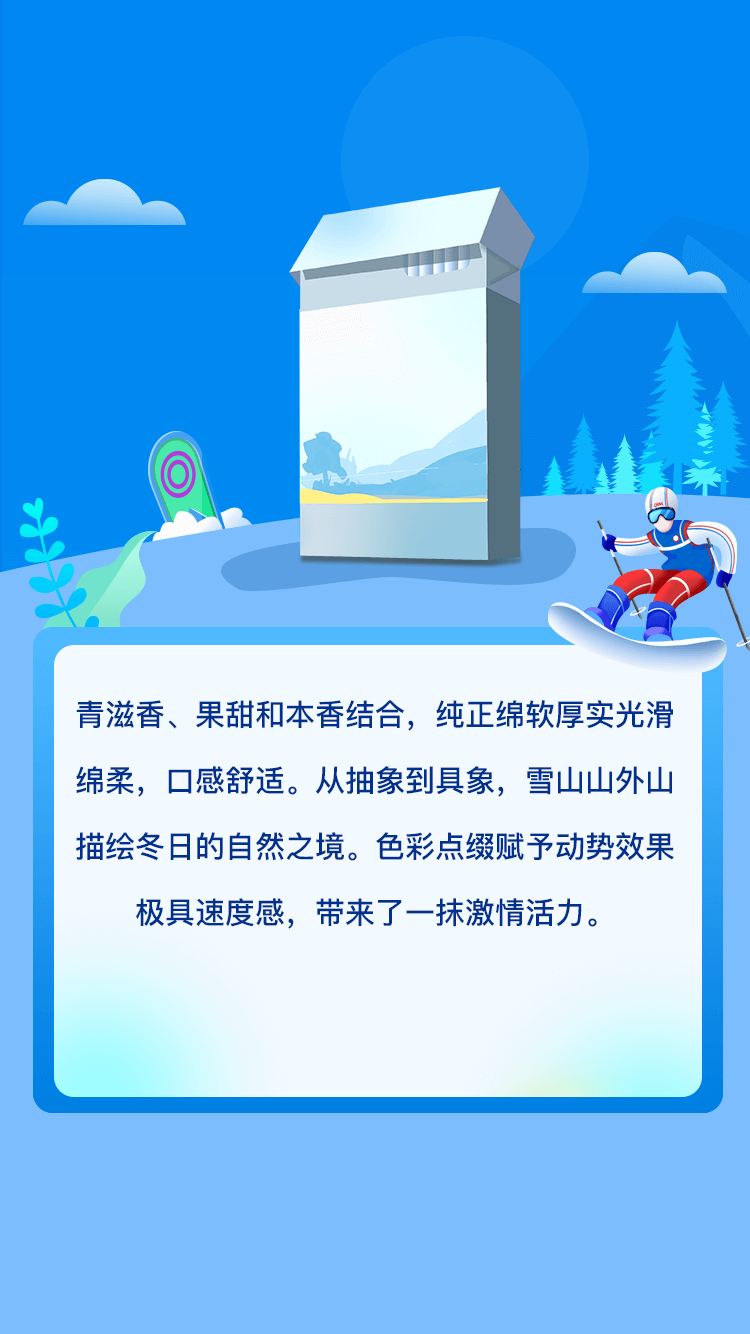 青滋香、果甜和本香结合，纯正绵软厚实光滑
绵柔，口感舒适。从抽象到具象，雪山山外山
描绘冬日的自然之境。色彩点缀赋予动势效果
极具速度感，带来了一抹激情活力。